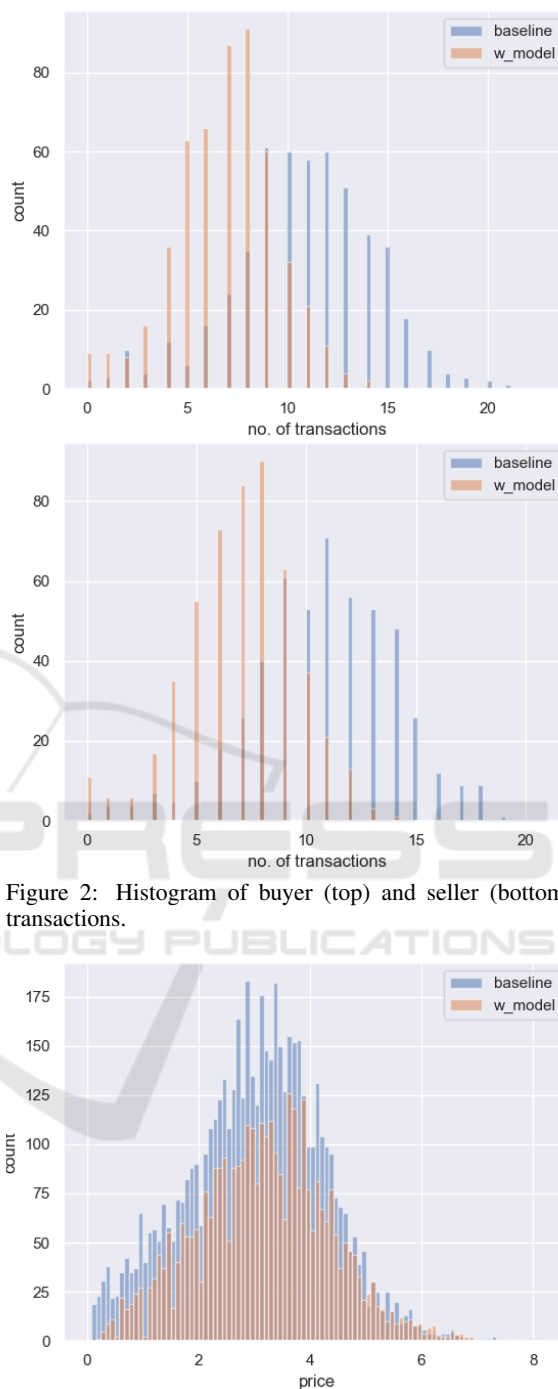 baseline
w_model
80
60
40
20
0
count
0 5 10 15 20
no. of transactions
baseline
w_model
80
60
40
20
0
count
0 5 10 15 20
no. of transactions
Figure 2: Histogram of buyer (top) and seller (bottom
transactions.
PRESS
OLOGY PUBLICATIONS
baseline
w_model
175
150
125
100
75
50
25
0
count
0 2 4 6 8
price